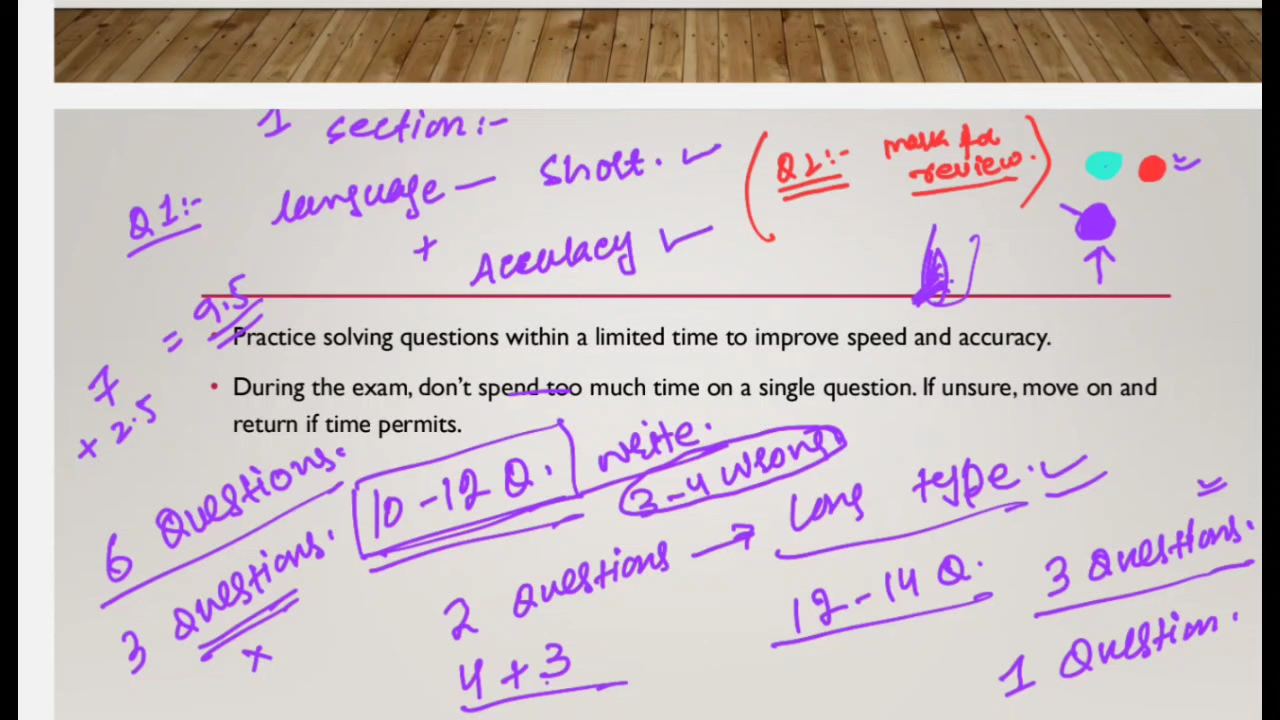 1 section:-
Q1:- language - Short.
+ Accuracy
(Q2:- mark for
review.)
= 9.5
7
× 2.5
Practice solving questions within a limited time to improve speed and accuracy.
• During the exam, don't spend too much time on a single question. If unsure, move on and
return if time permits.
6 Questions.
3 Questions.
×
10-12 Q. write.
3-4 wrong.
2 Questions → Long type.
4+3
12-14 Q.
3 Questions.
1 Question.